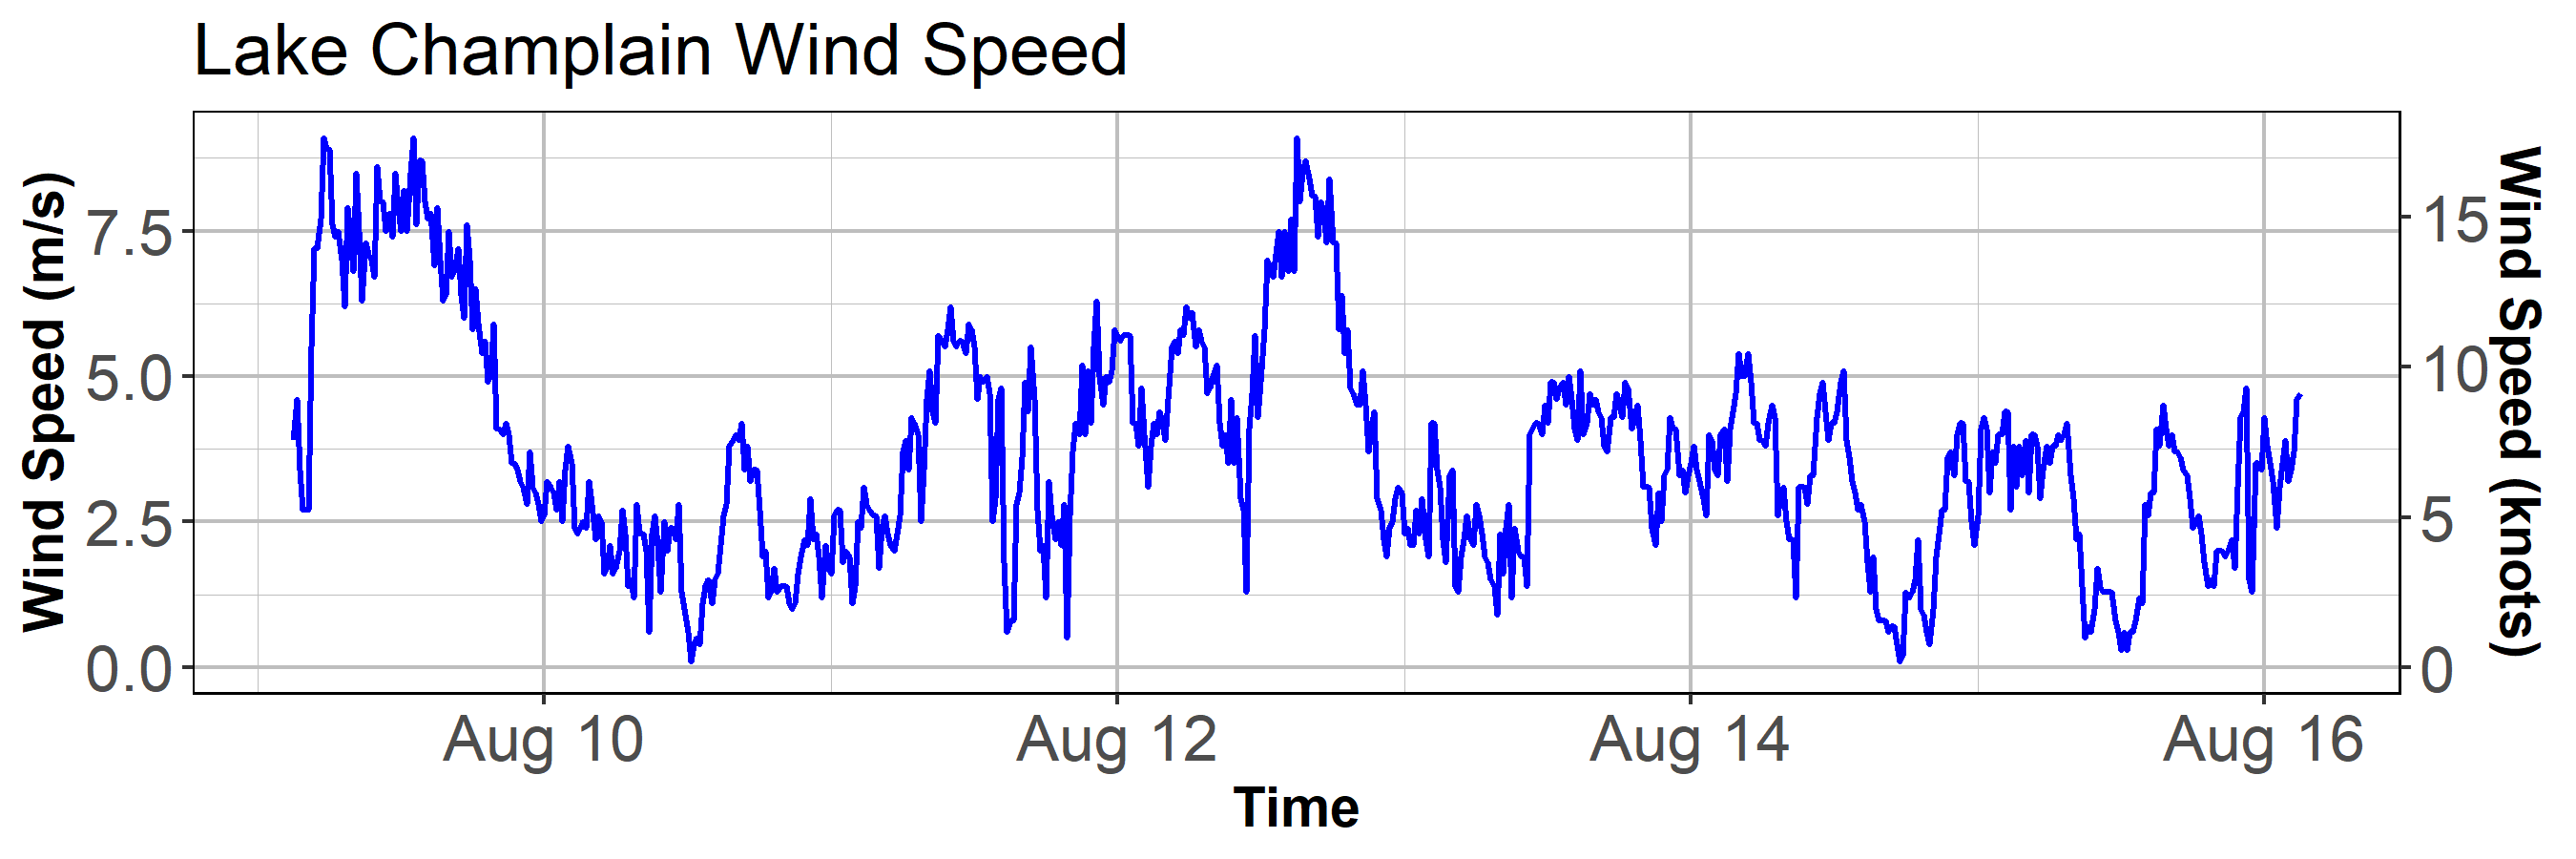 Lake Champlain Wind Speed
Wind Speed (m/s)
7.5
5.0
2.5
0.0
15
10
5
0
Wind Speed (knots)
Aug 10
Aug 12
Aug 14
Aug 16
Time